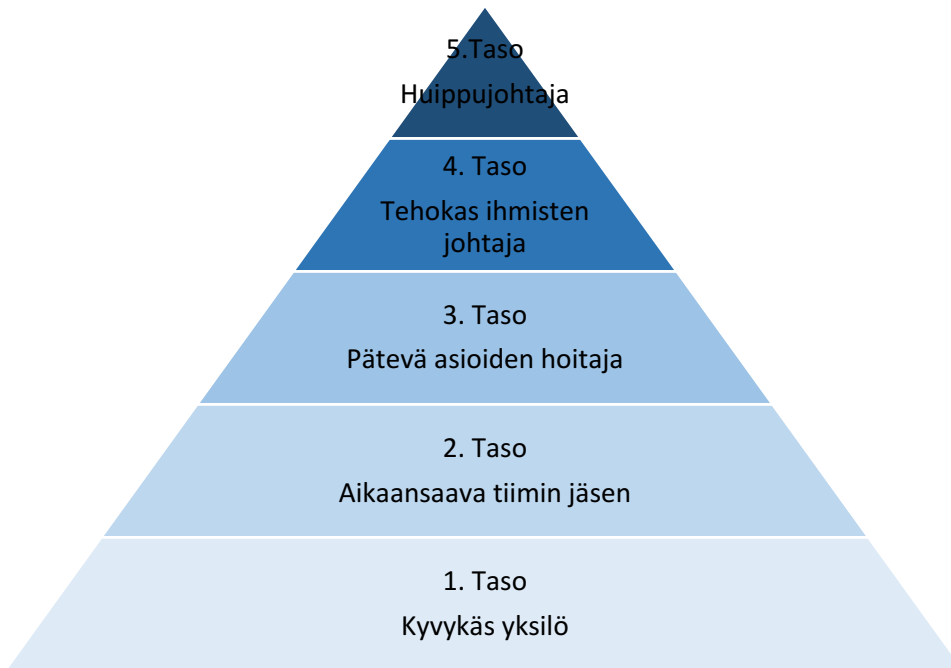 5.Taso
Huippujohtaja
4. Taso
Tehokas ihmisten
johtaja
3. Taso
Pätevä asioiden hoitaja
2. Taso
Aikaansaava tiimin jäsen
1. Taso
Kyvykäs yksilö